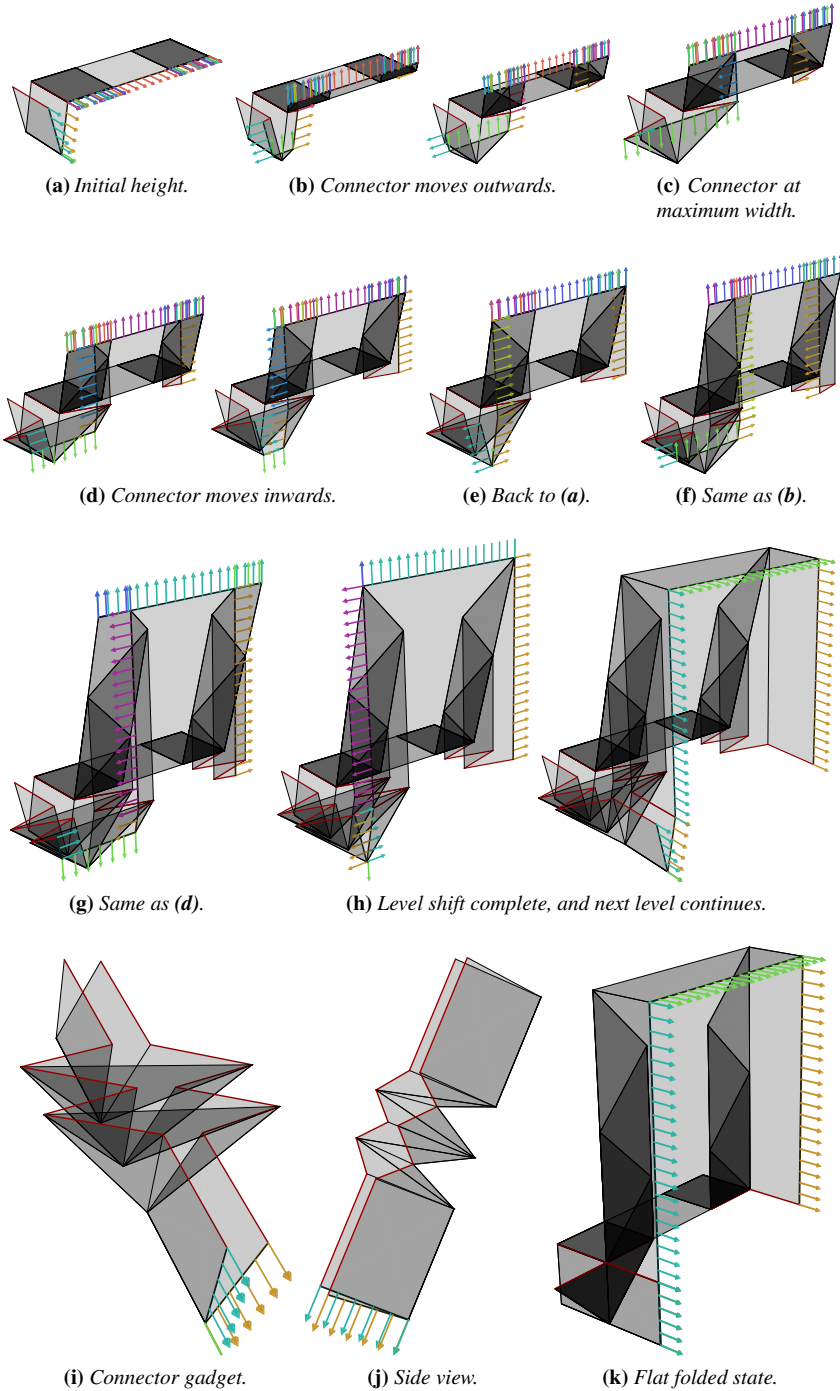 (a) Initial height.
(b) Connector moves outwards.
(c) Connector at
maximum width.
(d) Connector moves inwards.
(e) Back to (a).
(f) Same as (b).
(g) Same as (d).
(h) Level shift complete, and next level continues.
(i) Connector gadget.
(j) Side view.
(k) Flat folded state.